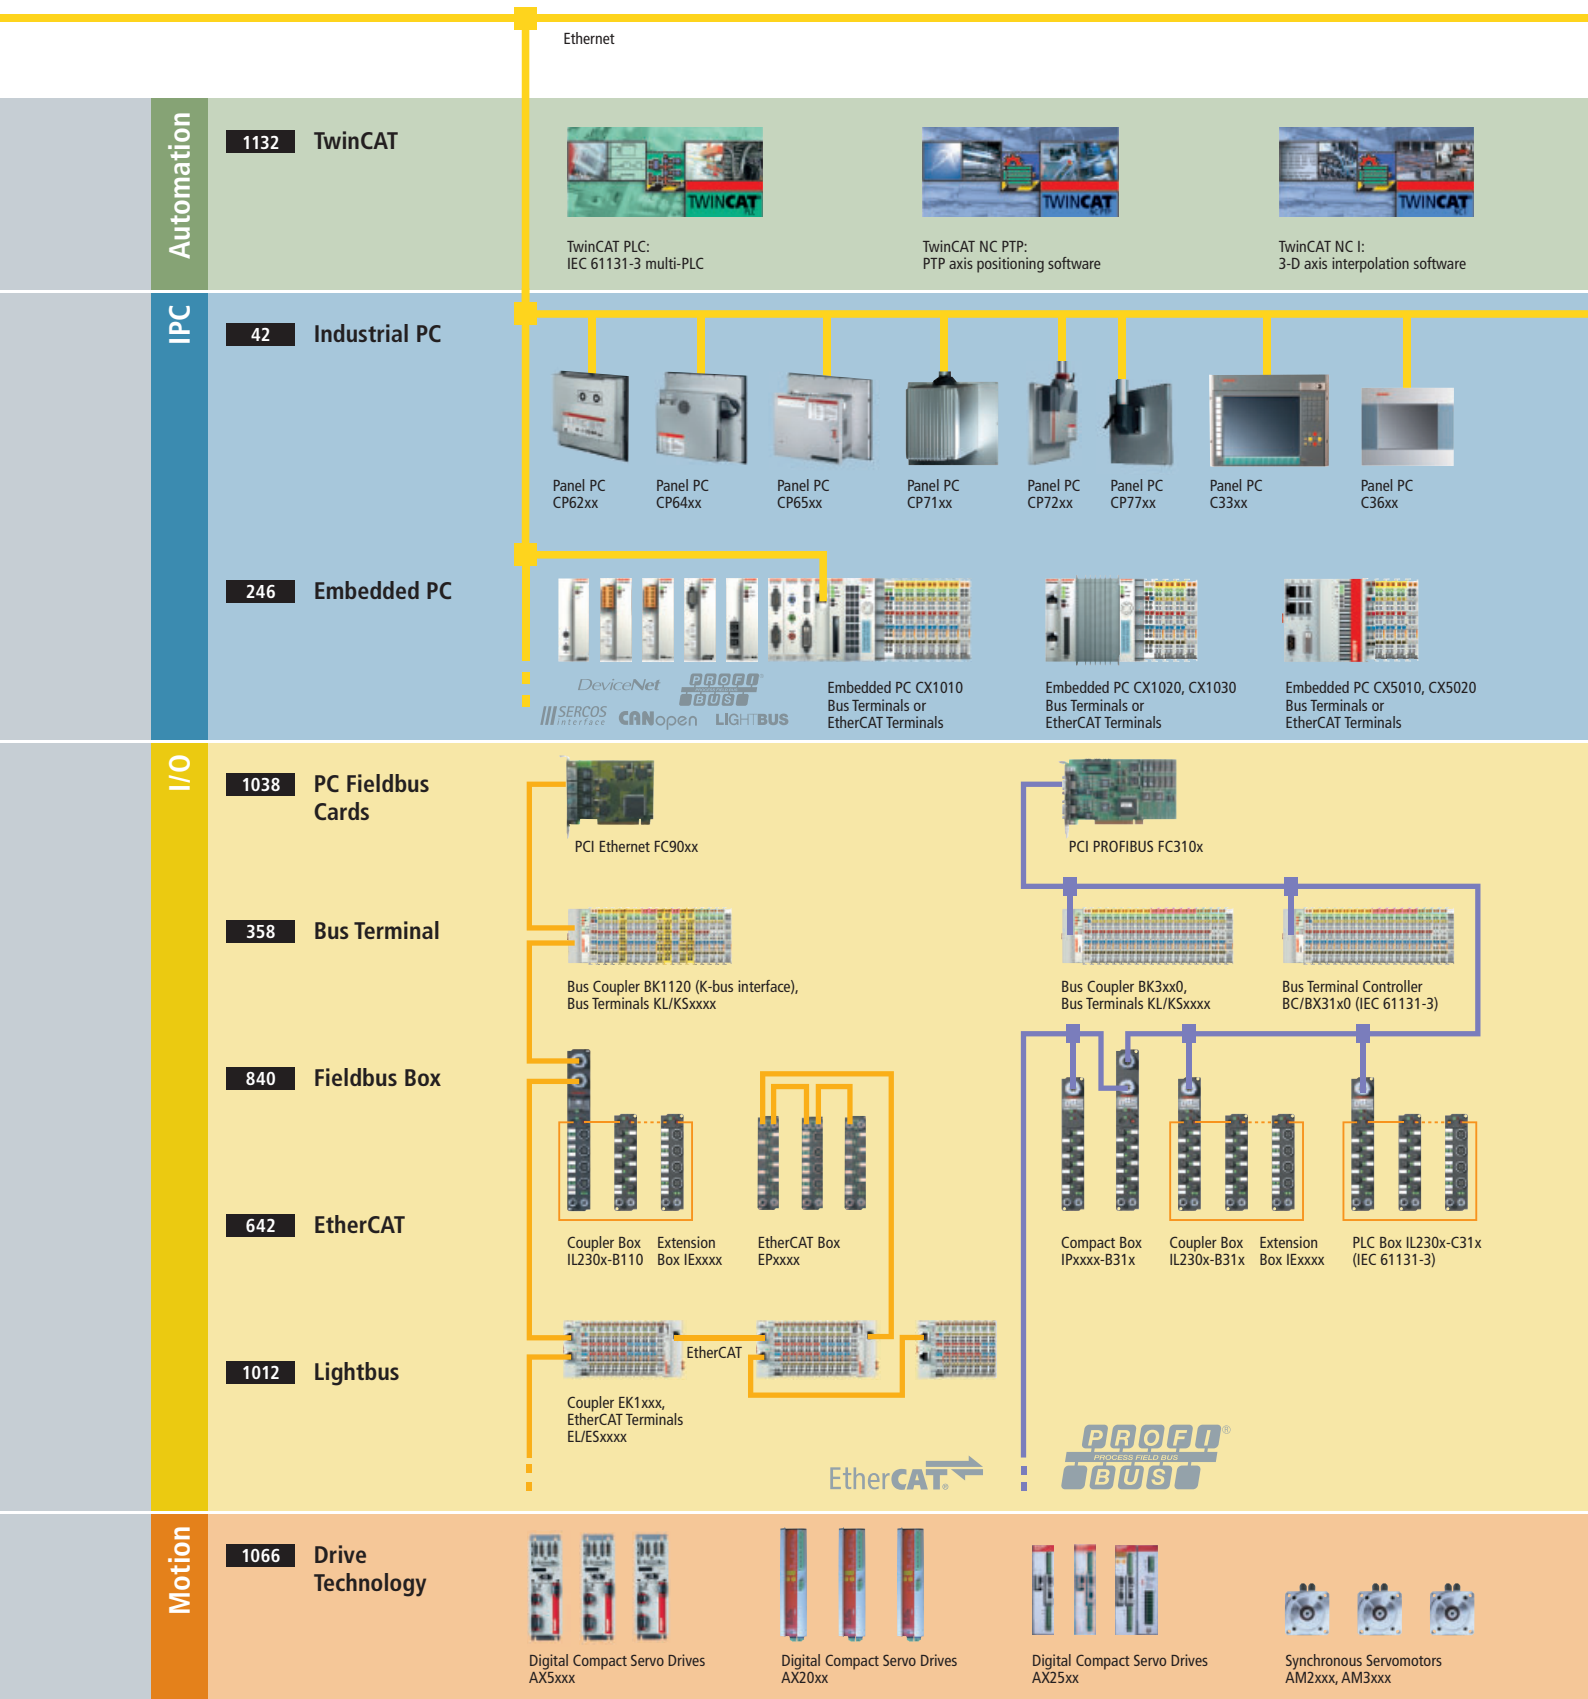 Ethernet
Automation
1132 TwinCAT
TWINCAT
PLC
TWINCAT
NC PTP
TWINCAT
NC I
TwinCAT PLC:
IEC 61131-3 multi-PLC
TwinCAT NC PTP:
PTP axis positioning software
TwinCAT NC I:
3-D axis interpolation software
IPC
42 Industrial PC
Panel PC
CP62xx
Panel PC
CP64xx
Panel PC
CP65xx
Panel PC
CP71xx
Panel PC
CP72xx
Panel PC
CP77xx
Panel PC
C33xx
Panel PC
C36xx
246 Embedded PC
DeviceNet
PROFI
BUS
SERCOS
interface
CANopen
LIGHTBUS
Embedded PC CX1010
Bus Terminals or
EtherCAT Terminals
Embedded PC CX1020, CX1030
Bus Terminals or
EtherCAT Terminals
Embedded PC CX5010, CX5020
Bus Terminals or
EtherCAT Terminals
I/O
1038 PC Fieldbus
Cards
PCI Ethernet FC90xx
PCI PROFIBUS FC310x
358 Bus Terminal
Bus Coupler BK1120 (K-bus interface),
Bus Terminals KL/KSxxxx
Bus Coupler BK3xx0,
Bus Terminals KL/KSxxxx
Bus Terminal Controller
BC/BX31x0 (IEC 61131-3)
840 Fieldbus Box
642 EtherCAT
Coupler Box
IL230x-B110
Extension
Box IExxxx
EtherCAT Box
EPxxxx
Compact Box
IPxxxx-B31x
Coupler Box
IL230x-B31x
Extension
Box IExxxx
PLC Box IL230x-C31x
(IEC 61131-3)
EtherCAT
1012 Lightbus
Coupler EK1xxx,
EtherCAT Terminals
EL/ESxxxx
EtherCAT®
PROFI®
PROCESS FIELD BUS
BUS
Motion
1066 Drive
Technology
Digital Compact Servo Drives
AX5xxx
Digital Compact Servo Drives
AX20xx
Digital Compact Servo Drives
AX25xx
Synchronous Servomotors
AM2xxx, AM3xxx